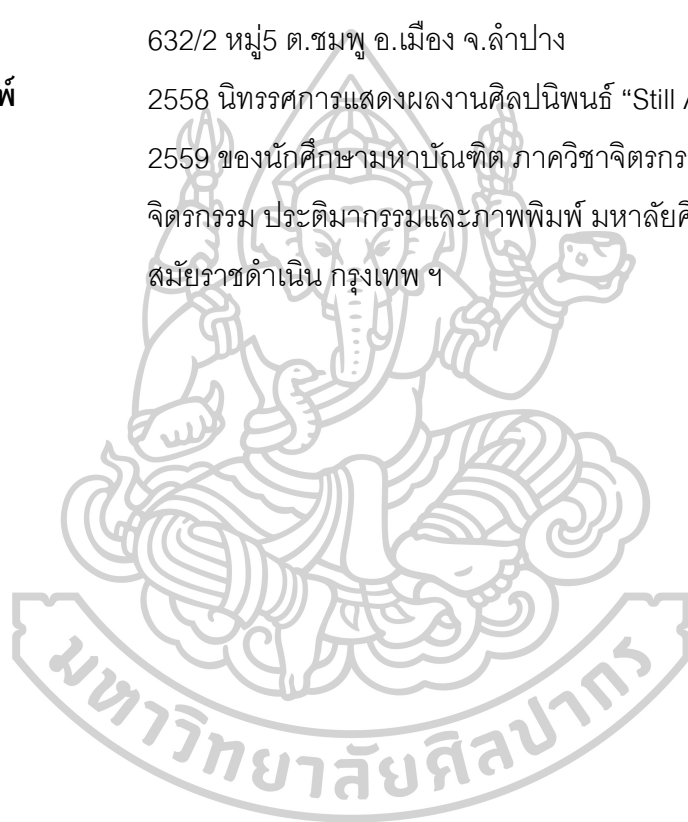 632/2 หมู่5 ต.ชมพู อ.เมือง จ.ลำปาง
2558 นิทรรศการแสดงผลงานศิลปนิพนธ์ “Still
2559 ของนักศึกษามหาบัณฑิต ภาควิชาจิตรกร
จิตรกรรม ประติมากรรมและภาพพิมพ์ มหาลัย
สมัยราชดำเนิน กรุงเทพ ฯ
มหาวิทยาลัยศิลปากร